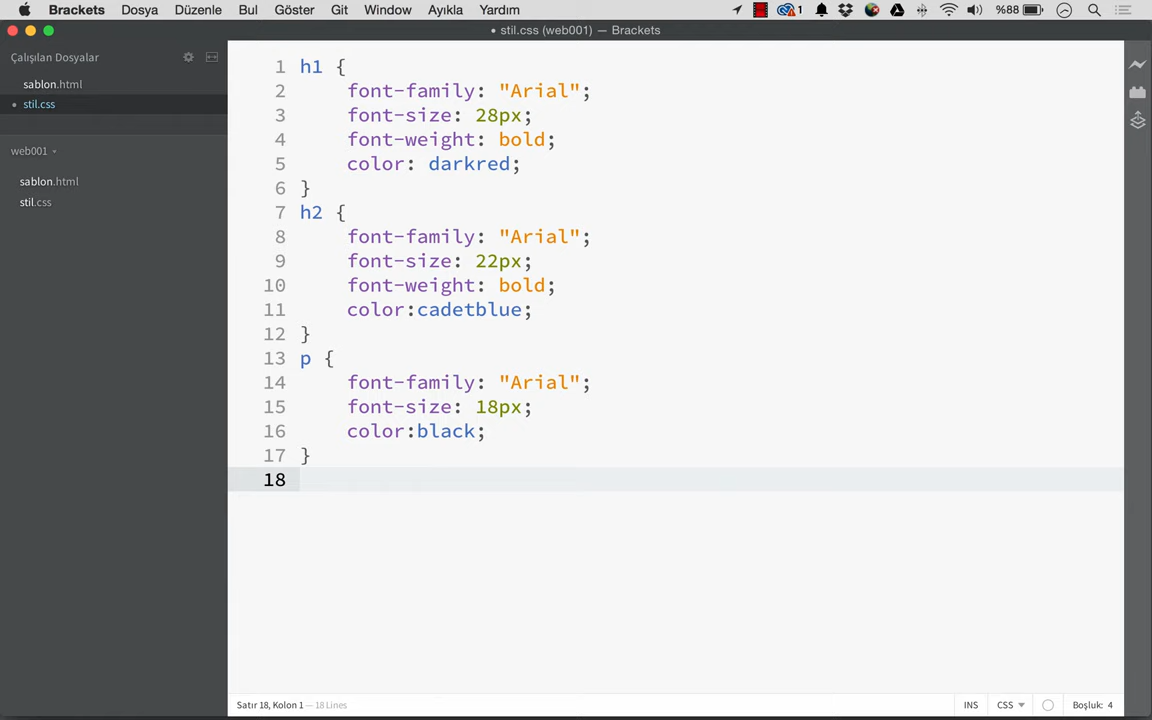 Brackets Dosya Düzenle Bul Göster Git Window Ayıkla Yardım 1 %88
stil.css (web001) — Brackets
Çalışılan Dosyalar
sablon.html
• stil.css
web001
sablon.html
stil.css
1 h1 {
2 font-family: "Arial";
3 font-size: 28px;
4 font-weight: bold;
5 color: darkred;
6 }
7 h2 {
8 font-family: "Arial";
9 font-size: 22px;
10 font-weight: bold;
11 color:cadetblue;
12 }
13 p {
14 font-family: "Arial";
15 font-size: 18px;
16 color:black;
17 }
18
Satır 18, Kolon 1 — 18 Lines
INS CSS Boşluk: 4